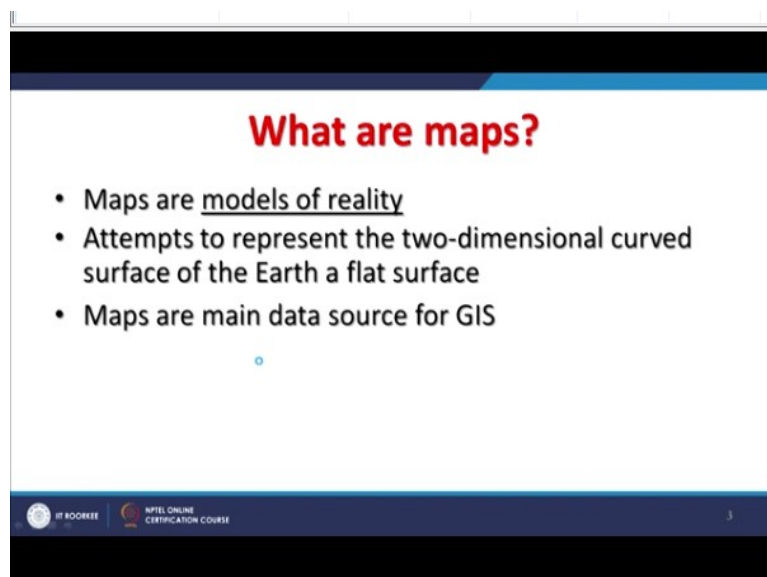 What are maps?
• Maps are models of reality
• Attempts to represent the two-dimensional curved
surface of the Earth a flat surface
• Maps are main data source for GIS
IIT ROORKEE
NPTEL ONLINE
CERTIFICATION COURSE
3